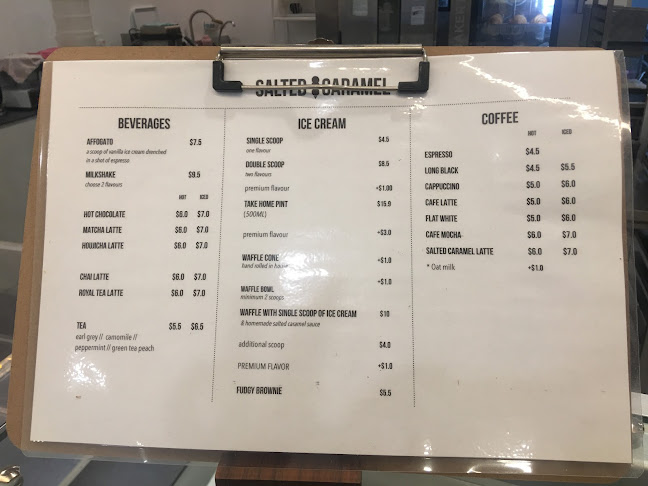 SALTED CARAMEL
BEVERAGES
AFFOGATO $7.5
a scoop of vanilla ice cream drenched
in a shot of espresso
MILKSHAKE $9.5
choose 2 flavours
HOT ICED
HOT CHOCOLATE $6.0 $7.0
MATCHA LATTE $6.0 $7.0
HOUJICHA LATTE $6.0 $7.0
CHAI LATTE $6.0 $7.0
ROYAL TEA LATTE $6.0 $7.0
TEA $5.5 $6.5
earl grey // camomile //
peppermint // green tea peach
ICE CREAM
SINGLE SCOOP $4.5
one flavour
DOUBLE SCOOP $8.5
two flavours
premium flavour +$1.00
TAKE HOME PINT $15.9
(500ML)
premium flavour +$3.0
WAFFLE CONE +$1.0
hand rolled in house
+$1.0
WAFFLE BOWL
minimum 2 scoops
WAFFLE WITH SINGLE SCOOP OF ICE CREAM $10
& homemade salted caramel sauce
additional scoop $4.0
PREMIUM FLAVOR +$1.0
FUDGY BROWNIE $5.5
COFFEE
HOT ICED
ESPRESSO $4.5
LONG BLACK $4.5 $5.5
CAPPUCCINO $5.0 $6.0
CAFE LATTE $5.0 $6.0
FLAT WHITE $5.0 $6.0
CAFE MOCHA $6.0 $7.0
SALTED CARAMEL LATTE $6.0 $7.0
* Oat milk +$1.0